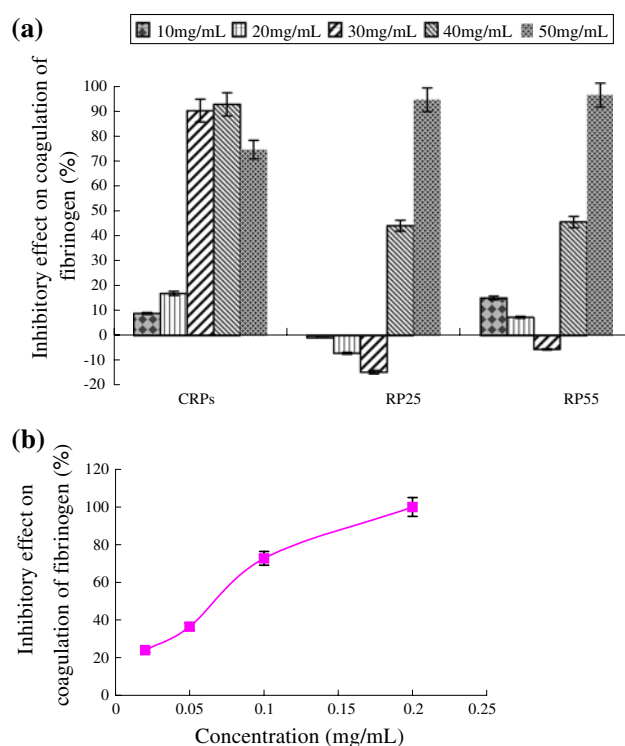 (a)
10mg/mL 20mg/mL 30mg/mL 40mg/mL 50mg/mL
Inhibitory effect on coagulation of
fibrinogen (%)
100
90
80
70
60
50
40
30
20
10
0
-10
-20
CRPs RP25 RP55
(b)
Inhibitory effect on
coagulation of fibrinogen (%)
120
100
80
60
40
20
0
0 0.05 0.1 0.15 0.2 0.25
Concentration (mg/mL)